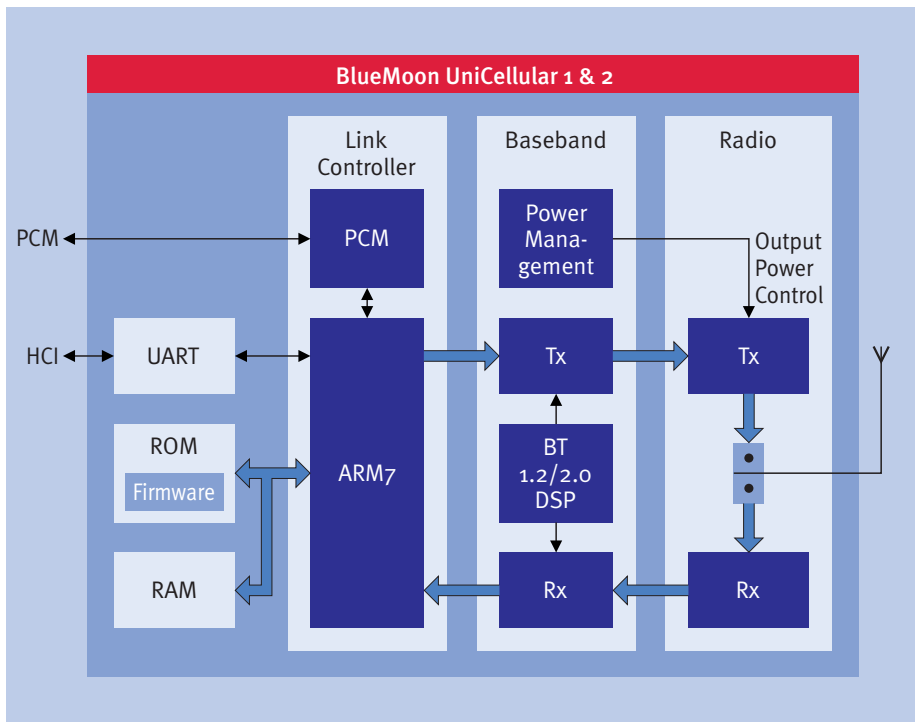 BlueMoon UniCellular 1 & 2
Link
Controller
Baseband
Radio
PCM
PCM
Power
Mana-
gement
Output
Power
Control
HCI
UART
Tx
Tx
ROM
Firmware
ARM7
BT
1.2/2.0
DSP
RAM
Rx
Rx